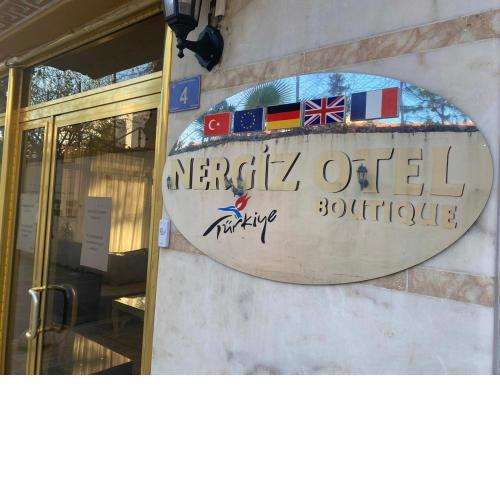 4
NERGİZ OTEL
BOUTIQUE
Türkiye